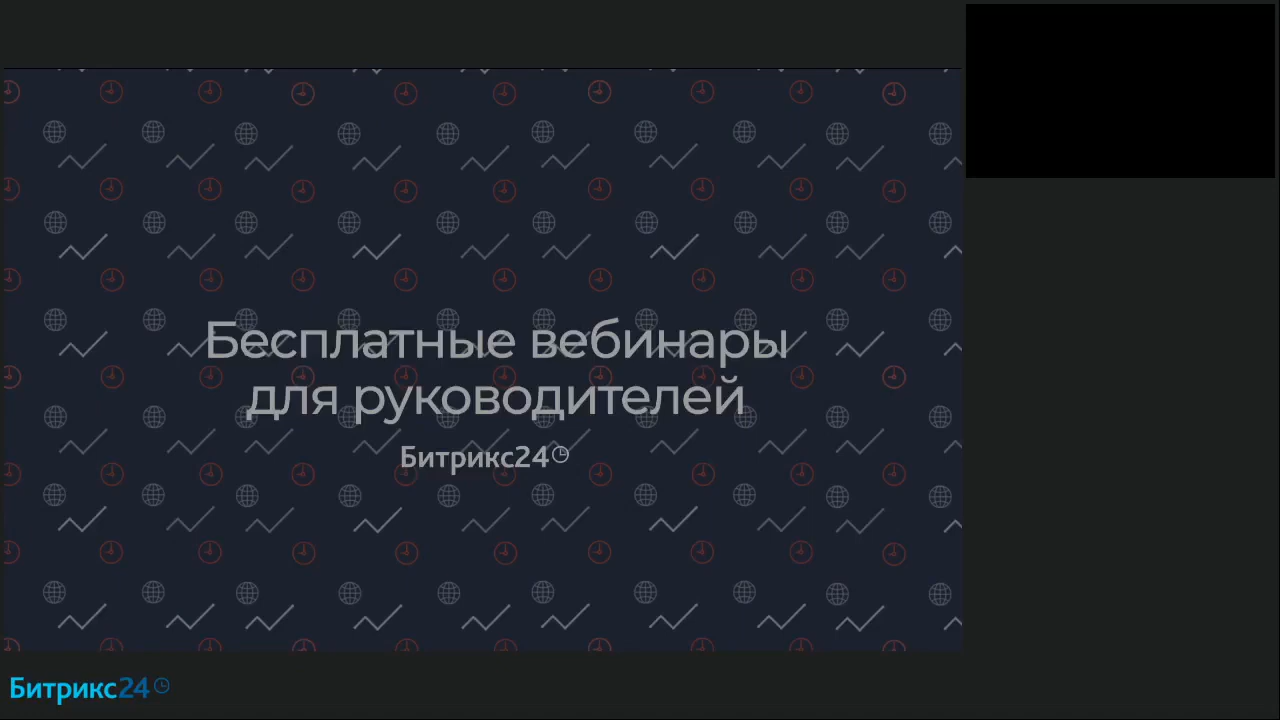 Бесплатные вебинары
для руководителей
Битрикс24
Битрикс24